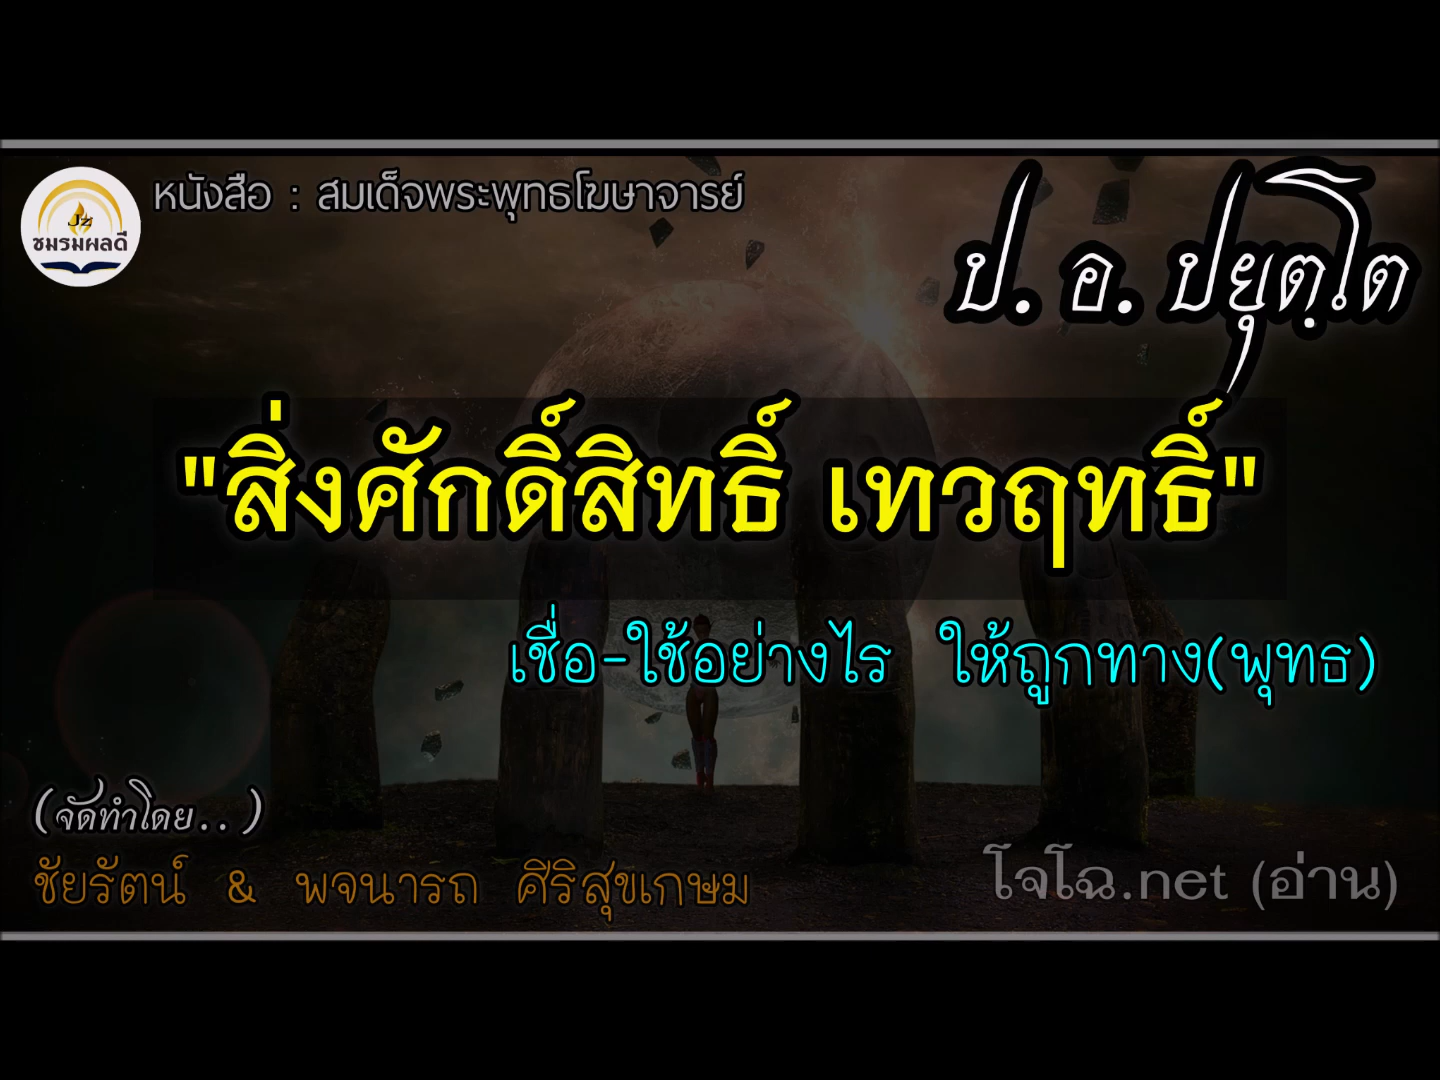 Jz
ชมรมผลดี
หนังสือ : สมเด็จพระพุทธโฆษาจารย์
ป. อ. ปยุตฺโต
"สิ่งศักดิ์สิทธิ์ เทวฤทธิ์"
เชื่อ-ใช้อย่างไร ให้ถูกทาง(พุทธ)
(จัดทำโดย.. )
ชัยรัตน์ & พจนารถ ศิริสุขเกษม
โจโฉ.net (อ่าน)